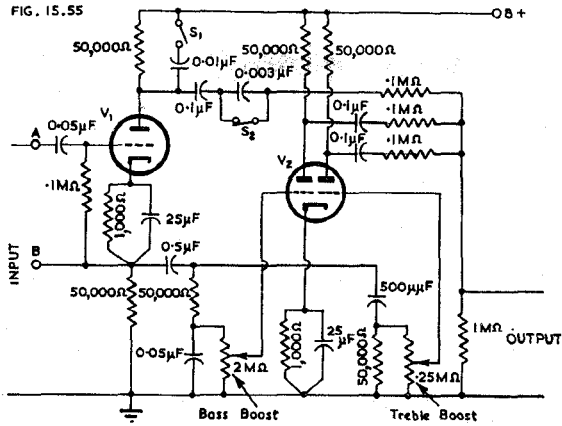 FIG. 15.55
B+
50,000Ω
S1
0·01μF
50,000Ω
50,000Ω
0·003μF
0·1μF
S2
·1MΩ
0·1μF
·1MΩ
0·1μF
·1MΩ
V1
A
0·05μF
V2
·1MΩ
1,000Ω
25μF
INPUT
B
0·5μF
50,000Ω
50,000Ω
500μμF
0·05μF
2MΩ
1,000Ω
25
μF
50,000Ω
·25MΩ
1MΩ
OUTPUT
Bass Boost
Treble Boost